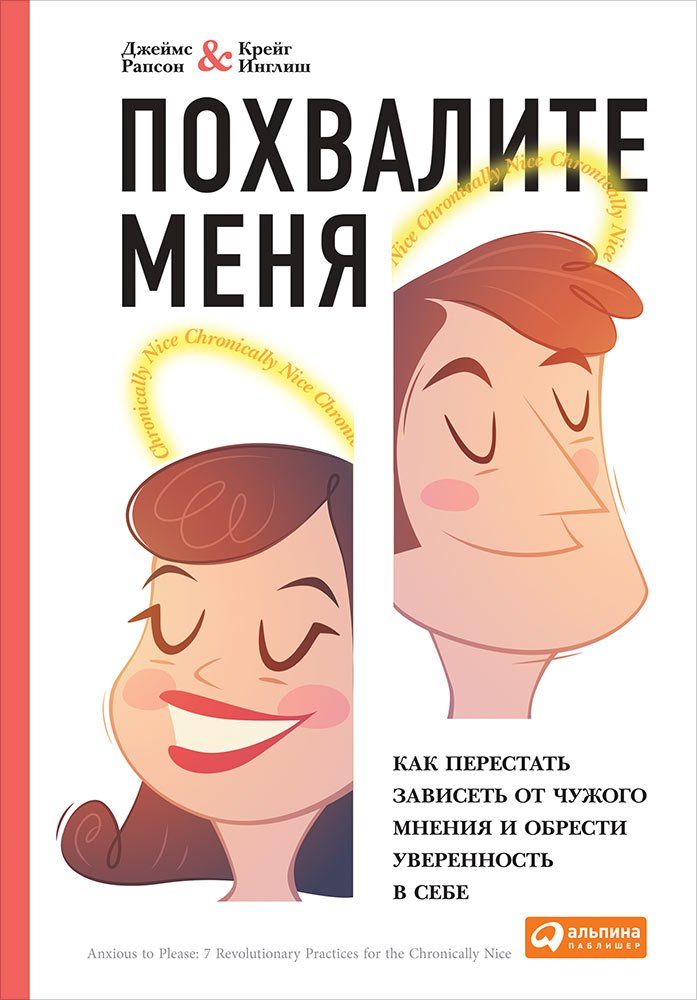 Джеймс Рапсон & Крейг Инглиш
ПОХВАЛИТЕ
МЕНЯ
Nice Chronically Nice Chronically Nice
Chronically Nice Chronically Nice Chronic
КАК ПЕРЕСТАТЬ
ЗАВИСЕТЬ ОТ ЧУЖОГО
МНЕНИЯ И ОБРЕСТИ
УВЕРЕННОСТЬ
В СЕБЕ
Anxious to Please: 7 Revolutionary Practices for the Chronically Nice
альпина
ПАБЛИШЕР